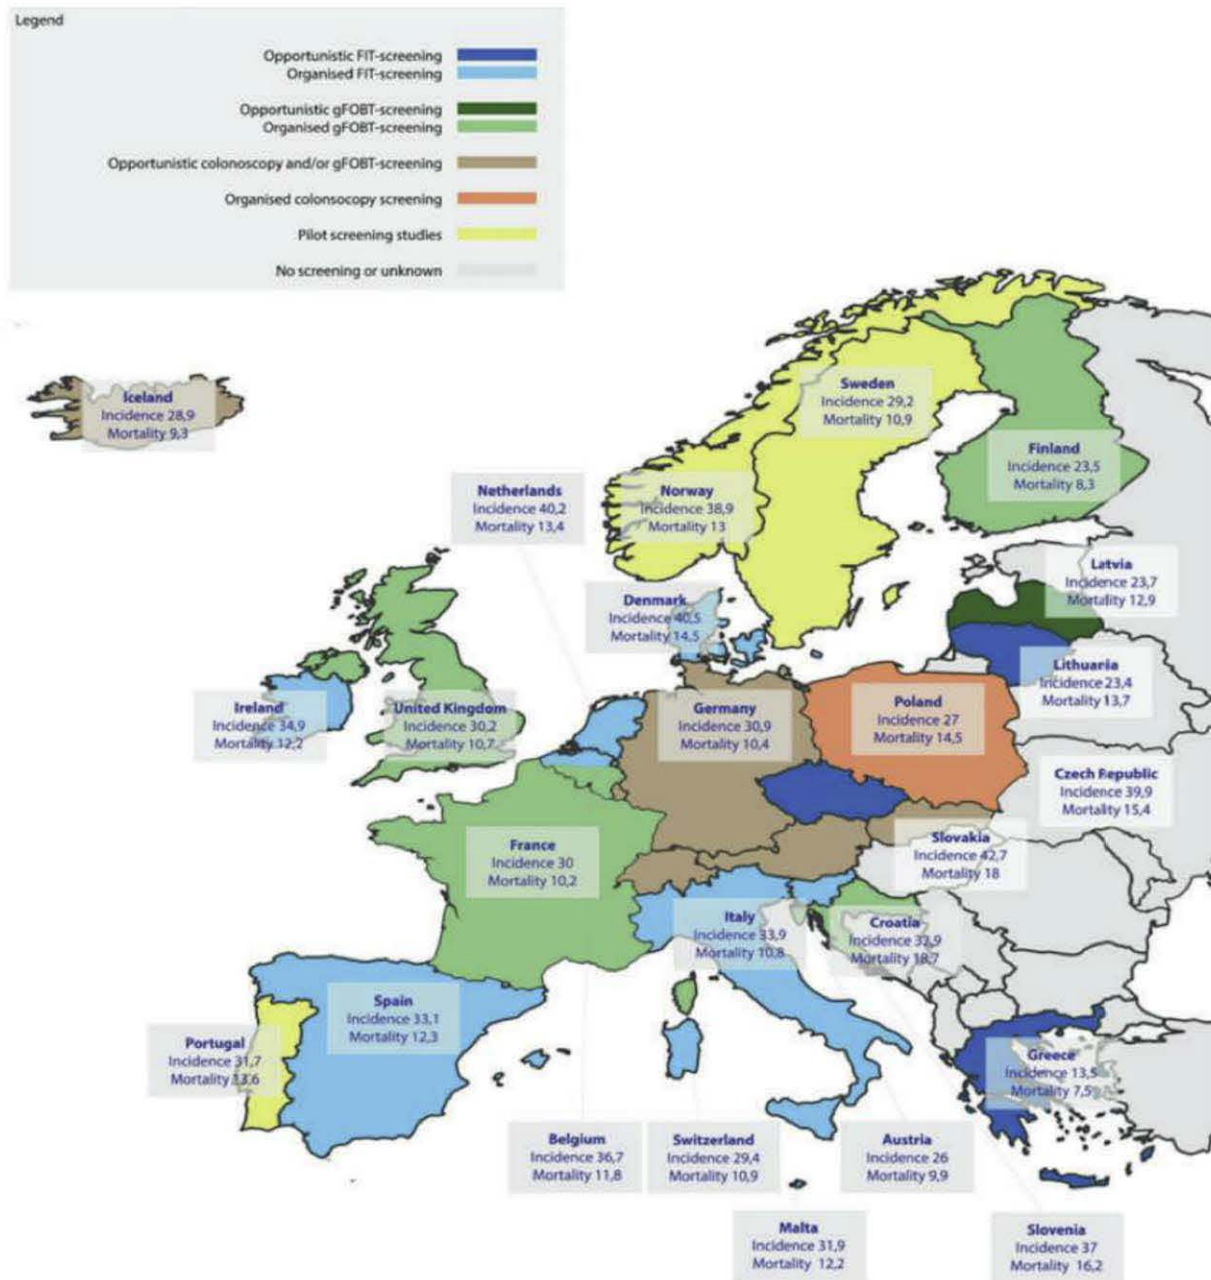 Legend
Opportunistic FIT-screening
Organised FIT-screening
Opportunistic gFOBT-screening
Organised gFOBT-screening
Opportunistic colonoscopy and/or gFOBT-screening
Organised colonsocopy screening
Pilot screening studies
No screening or unknown
Iceland
Incidence 28,9
Mortality 9,3
Sweden
Incidence 29,2
Mortality 10,9
Finland
Incidence 23,5
Mortality 8,3
Netherlands
Incidence 40,2
Mortality 13,4
Norway
Incidence 38,9
Mortality 13
Latvia
Incidence 23,7
Mortality 12,9
Denmark
Incidence 40,5
Mortality 14,5
Lithuaria
Incidence 23,4
Mortality 13,7
Ireland
Incidence 34,9
Mortality 12,2
United Kingdom
Incidence 30,2
Mortality 10,7
Germany
Incidence 30,9
Mortality 10,4
Poland
Incidence 27
Mortality 14,5
Czech Republic
Incidence 39,9
Mortality 15,4
France
Incidence 30
Mortality 10,2
Slovakia
Incidence 42,7
Mortality 18
Italy
Incidence 33,9
Mortality 10,8
Croatia
Incidence 32,9
Mortality 18,7
Spain
Incidence 33,1
Mortality 12,3
Portugal
Incidence 31,7
Mortality 13,6
Greece
Incidence 13,5
Mortality 7,5
Belgium
Incidence 36,7
Mortality 11,8
Switzerland
Incidence 29,4
Mortality 10,9
Austria
Incidence 26
Mortality 9,9
Malta
Incidence 31,9
Mortality 12,2
Slovenia
Incidence 37
Mortality 16,2